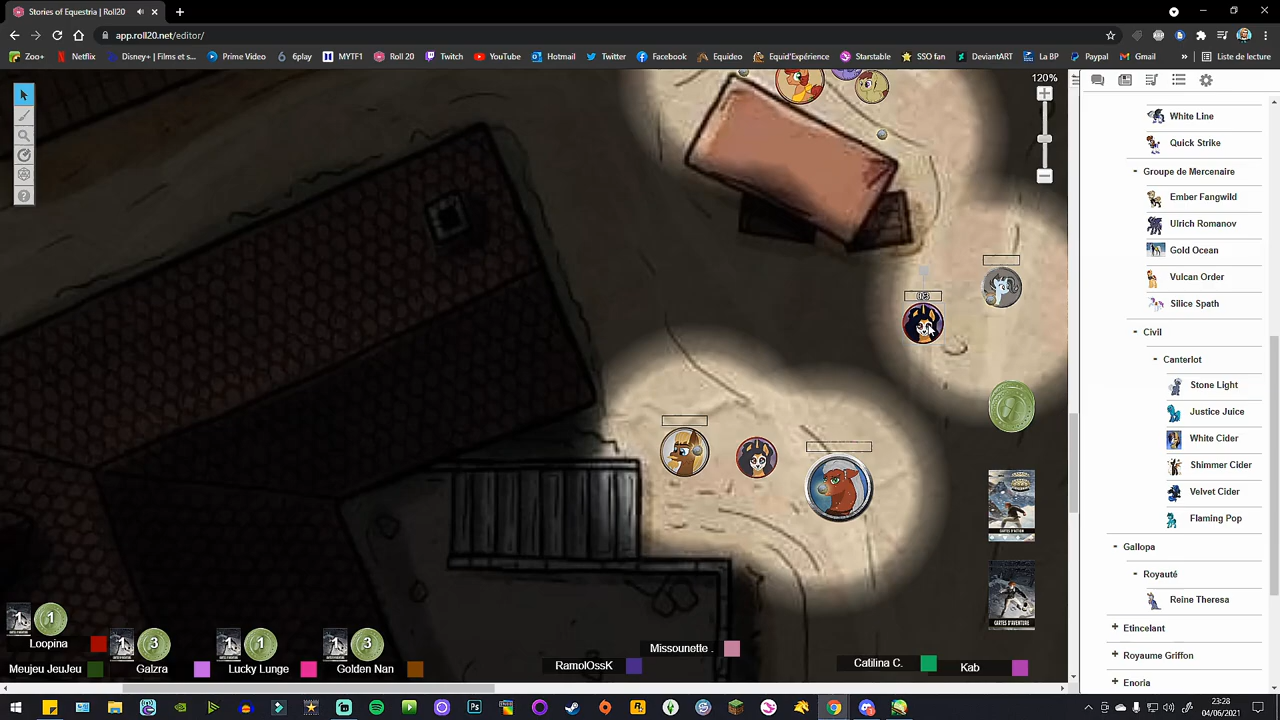 Stories of Equestria | Roll20
app.roll20.net/editor/
Zoo+
Netflix
Disney+ | Films et s...
Prime Video
6play
MYTF1
Roll 20
Twitch
YouTube
Hotmail
Twitter
Facebook
Equideo
Equid'Expérience
Starstable
SSO fan
DeviantART
La BP
Paypal
Gmail
»
Liste de lecture
120%
White Line
Quick Strike
Groupe de Mercenaire
Ember Fangwild
Ulrich Romanov
Gold Ocean
Vulcan Order
Silice Spath
Civil
Canterlot
Stone Light
Justice Juice
White Cider
Shimmer Cider
Velvet Cider
Flaming Pop
Gallopa
Royauté
Reine Theresa
Etincelant
Royaume Griffon
Enoria
CARTES D'ACTION
CARTES D'AVENTURE
1
3
1
3
Loopina
Meujeu JeuJeu
Galzra
Lucky Lunge
Golden Nan
RamolOssK
Missounette .
Catilina C.
Kab
23:28
04/06/2021